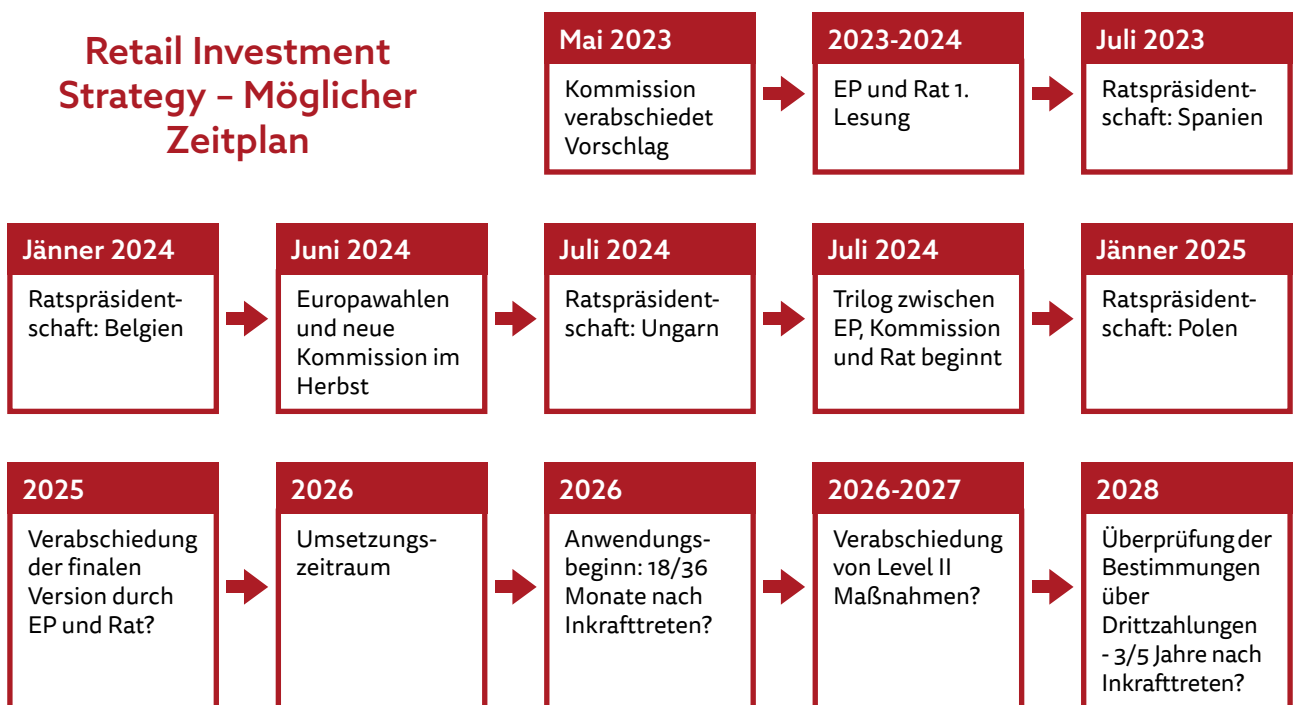 Retail Investment
Strategy – Möglicher
Zeitplan
Mai 2023
Kommission
verabschiedet
Vorschlag
2023-2024
EP und Rat 1.
Lesung
Juli 2023
Ratspräsident-
schaft: Spanien
Jänner 2024
Ratspräsident-
schaft: Belgien
Juni 2024
Europawahlen
und neue
Kommission im
Herbst
Juli 2024
Ratspräsident-
schaft: Ungarn
Juli 2024
Trilog zwischen
EP, Kommission
und Rat beginnt
Jänner 2025
Ratspräsident-
schaft: Polen
2025
Verabschiedung
der finalen
Version durch
EP und Rat?
2026
Umsetzungs-
zeitraum
2026
Anwendungs-
beginn: 18/36
Monate nach
Inkrafttreten?
2026-2027
Verabschiedung
von Level II
Maßnahmen?
2028
Überprüfung der
Bestimmungen
über
Drittzahlungen
- 3/5 Jahre nach
Inkrafttreten?